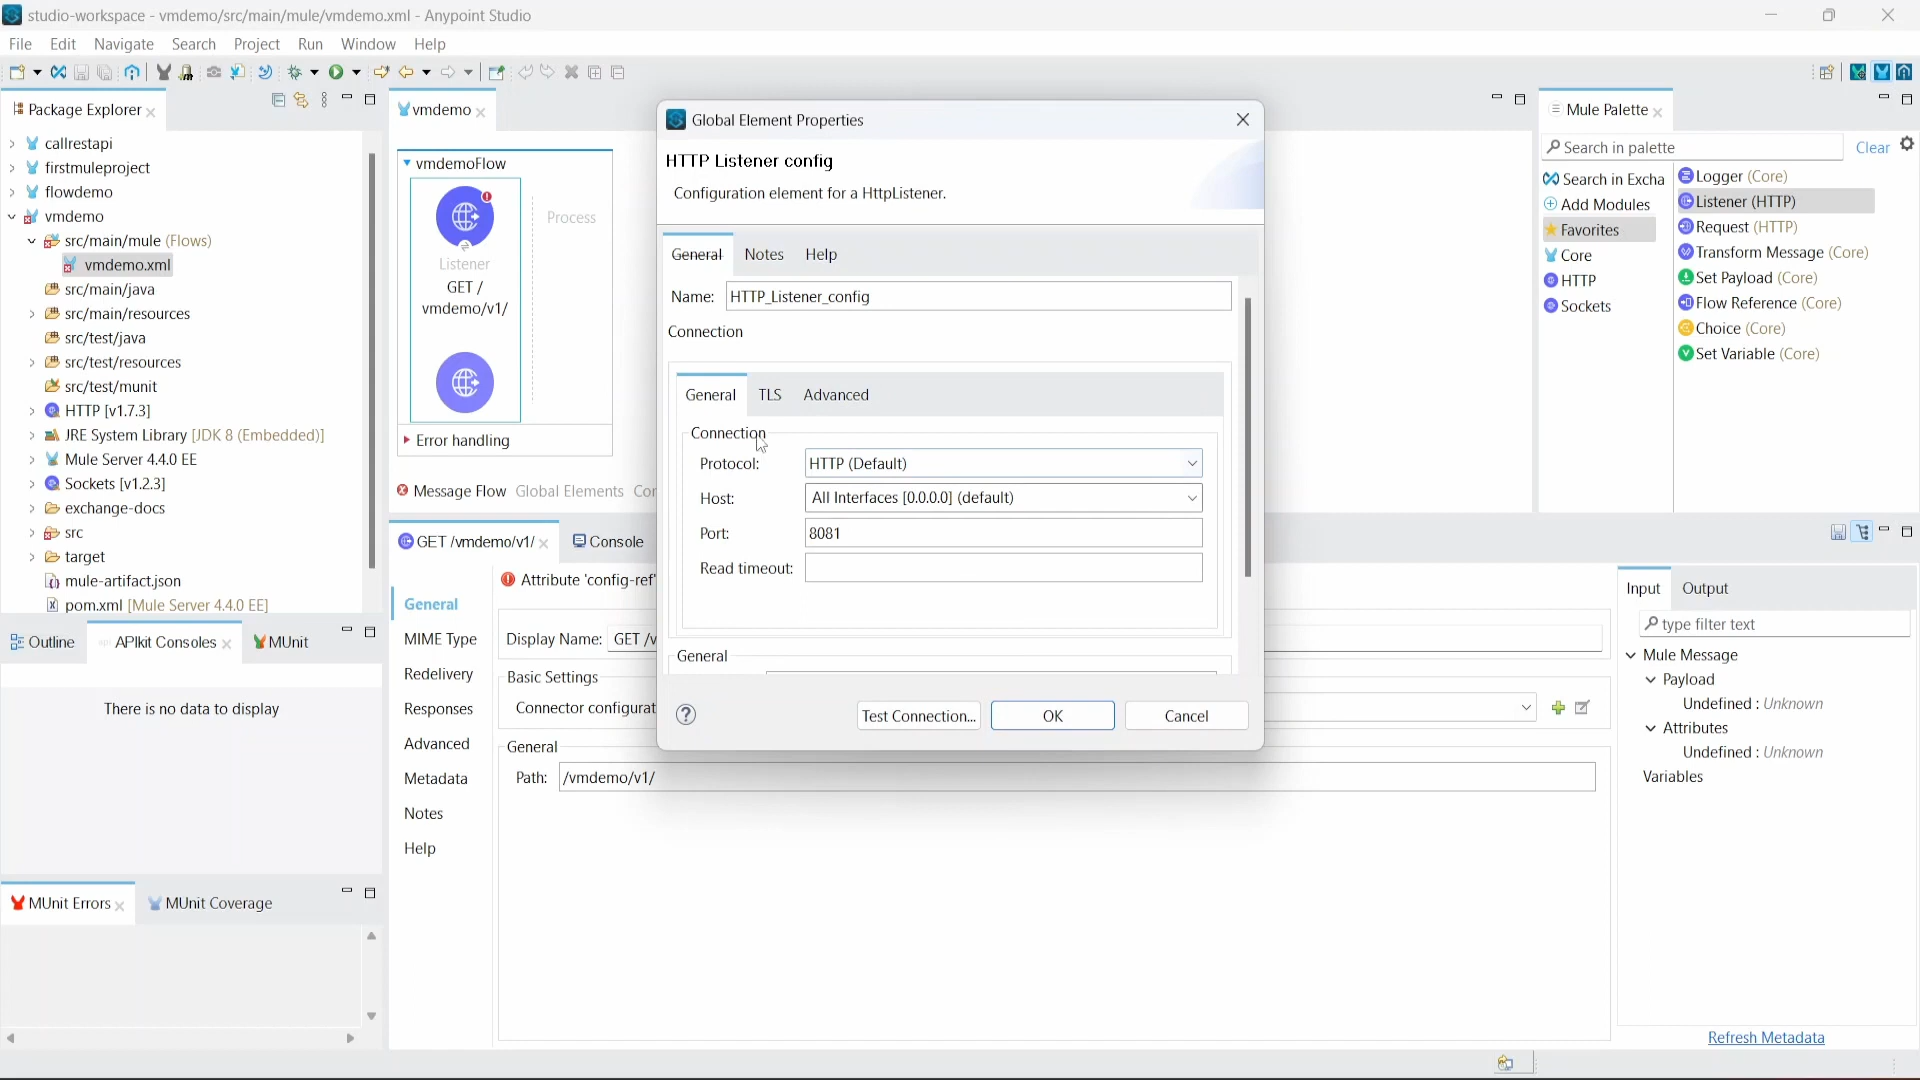 studio-workspace - vmdemo/src/main/mule/vmdemo.xml - Anypoint Studio
File Edit Navigate Search Project Run Window Help
Package Explorer
callrestapi
firstmuleproject
flowdemo
vmdemo
src/main/mule (Flows)
vmdemo.xml
src/main/java
src/main/resources
src/test/java
src/test/resources
src/test/munit
HTTP [v1.7.3]
JRE System Library [JDK 8 (Embedded)]
Mule Server 4.4.0 EE
Sockets [v1.2.3]
exchange-docs
src
target
mule-artifact.json
pom.xml [Mule Server 4.4.0 EE]
Outline APIkit Consoles MUnit
There is no data to display
MUnit Errors MUnit Coverage
vmdemo
vmdemoFlow
Process
Listener
GET /
vmdemo/v1/
Error handling
Message Flow Global Elements
GET /vmdemo/v1/ Console
Attribute 'config-ref'
General
MIME Type
Redelivery
Responses
Advanced
Metadata
Notes
Help
Display Name: GET /v
Basic Settings
Connector configurat
General
Path: /vmdemo/v1/
Global Element Properties
HTTP Listener config
Configuration element for a HttpListener.
General Notes Help
Name: HTTP_Listener_config
Connection
General TLS Advanced
Connection
Protocol: HTTP (Default)
Host: All Interfaces [0.0.0.0] (default)
Port: 8081
Read timeout:
General
Test Connection... OK Cancel
Mule Palette
Search in palette Clear
Search in Excha
Add Modules
Favorites
Core
HTTP
Sockets
Logger (Core)
Listener (HTTP)
Request (HTTP)
Transform Message (Core)
Set Payload (Core)
Flow Reference (Core)
Choice (Core)
Set Variable (Core)
Input Output
type filter text
Mule Message
Payload
Undefined : Unknown
Attributes
Undefined : Unknown
Variables
Refresh Metadata